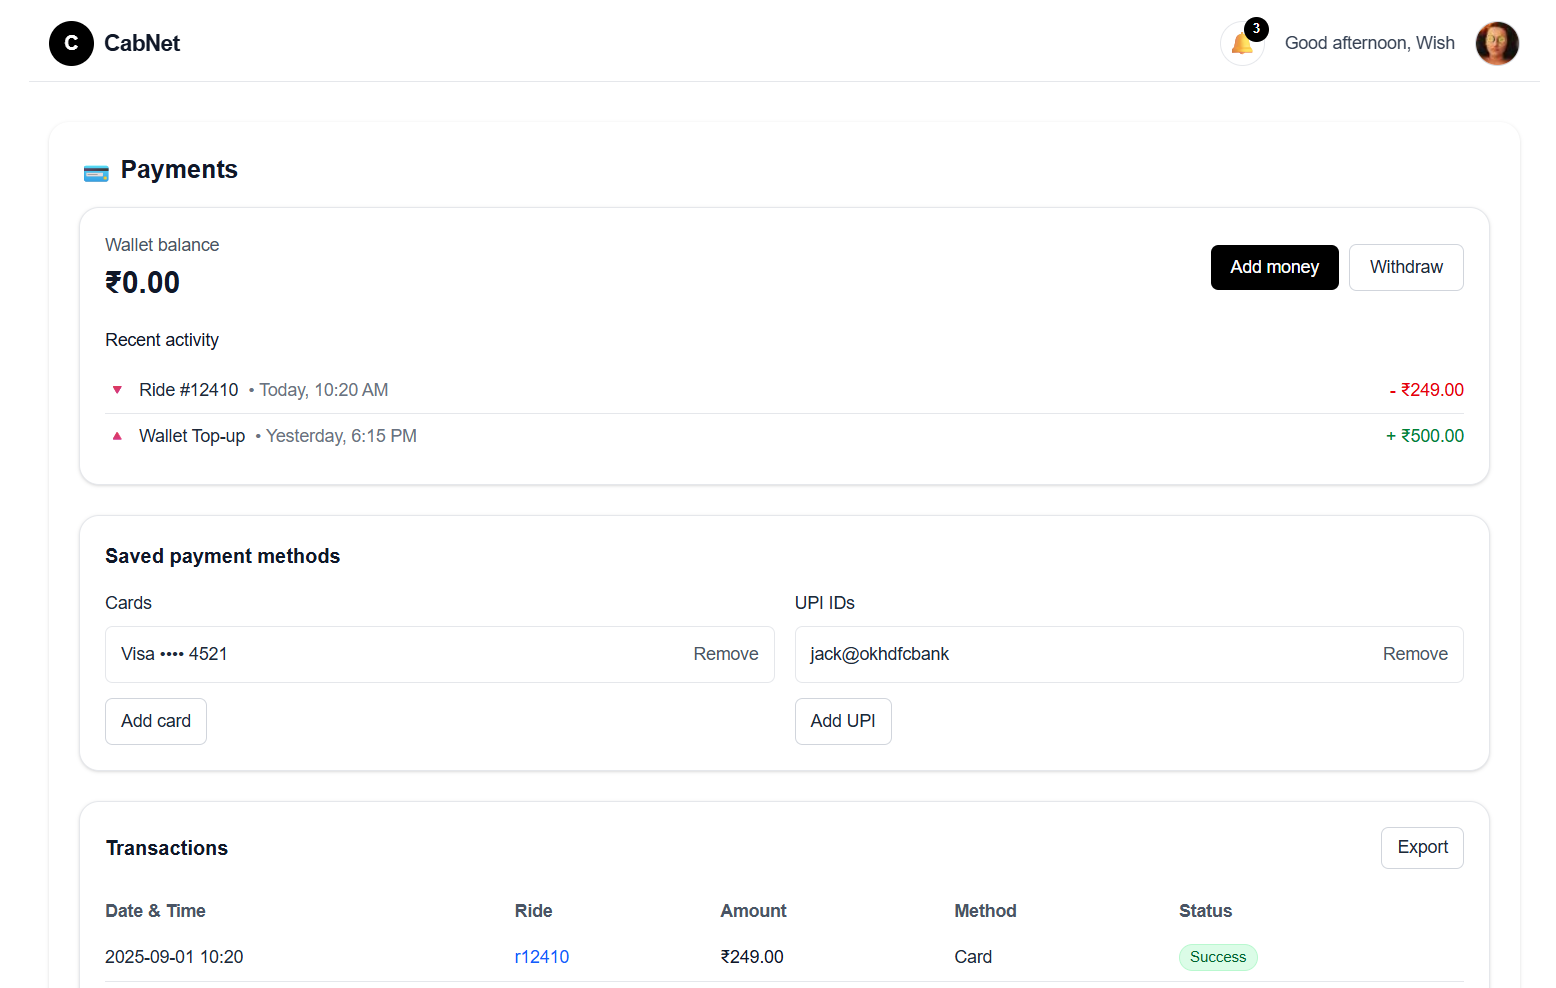 C CabNet
3
Good afternoon, Wish
Payments
Wallet balance
₹0.00
Add money
Withdraw
Recent activity
Ride #12410 • Today, 10:20 AM
- ₹249.00
Wallet Top-up • Yesterday, 6:15 PM
+ ₹500.00
Saved payment methods
Cards
Visa •••• 4521
Remove
Add card
UPI IDs
jack@okhdfcbank
Remove
Add UPI
Transactions
Export
Date & Time Ride Amount Method Status
2025-09-01 10:20 r12410 ₹249.00 Card Success